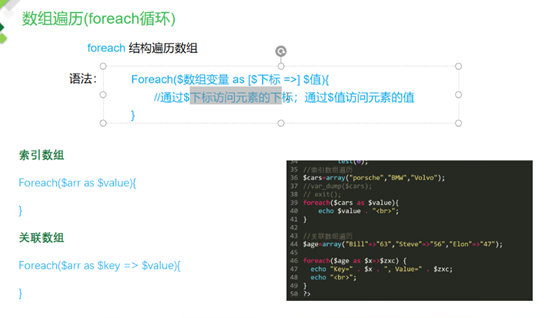 数组遍历(foreach循环)
foreach 结构遍历数组
语法：
Foreach($数组变量 as [$下标 =>] $值){
//通过$下标访问元素的下标；通过$值访问元素的值
}
索引数组
Foreach($arr as $value){
}
关联数组
Foreach($arr as $key => $value){
}
35 //索引数组遍历
36 $cars=array("porsche","BMW","Volvo");
37 //var_dump($cars);
38 // exit();
39 foreach($cars as $value){
40 echo $value . "<br>";
41 }
42
43 //关联数组遍历
44 $age=array("Bill"=>"63","Steve"=>"56","Elon"=>"47");
45
46 foreach($age as $x=>$zxc) {
47 echo "Key=" . $x . ", Value=" . $zxc;
48 echo "<br>";
49 }
50 ?>